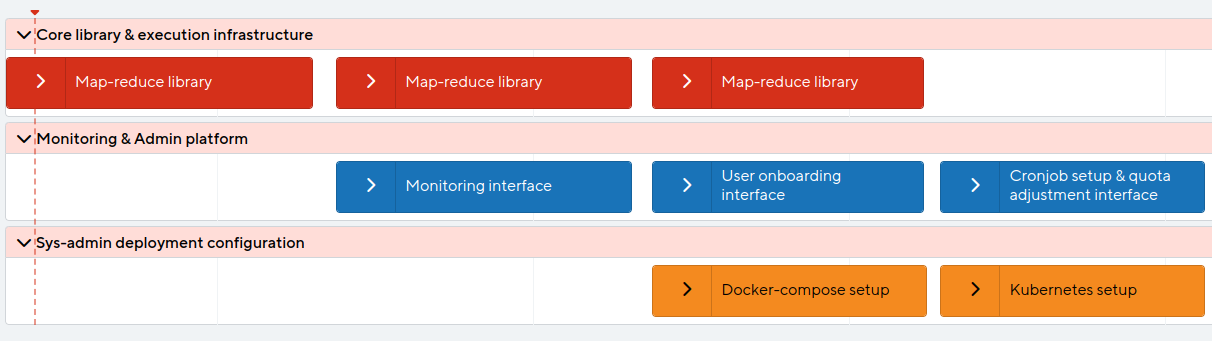 Core library & execution infrastructure
Map-reduce library
Map-reduce library
Map-reduce library
Monitoring & Admin platform
Monitoring interface
User onboarding
interface
Cronjob setup & quota
adjustment interface
Sys-admin deployment configuration
Docker-compose setup
Kubernetes setup